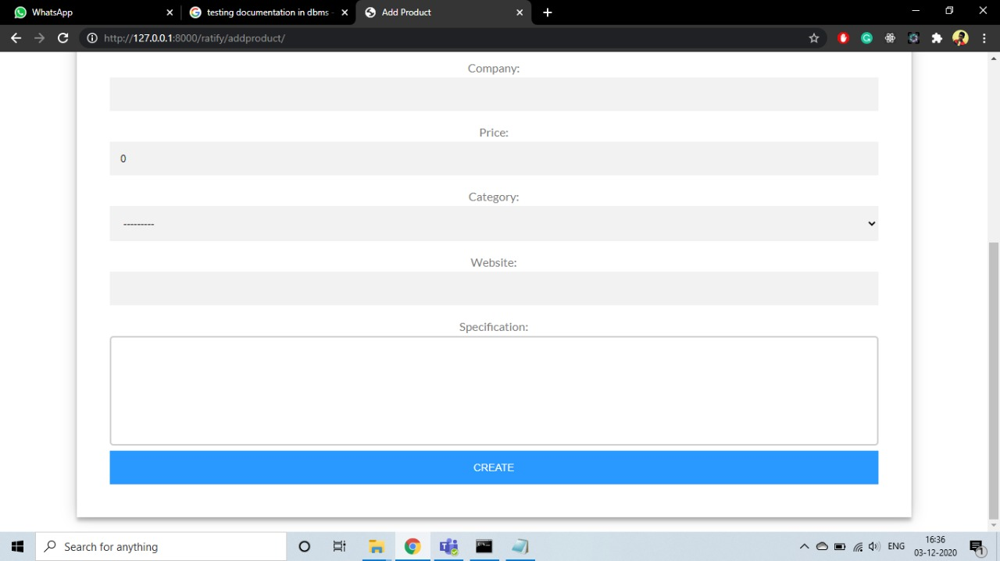 WhatsApp
testing documentation in dbms -
Add Product
http://127.0.0.1:8000/ratify/addproduct/
Company:
Price:
0
Category:
---------
Website:
Specification:
CREATE
Search for anything
ENG
16:36
03-12-2020
1